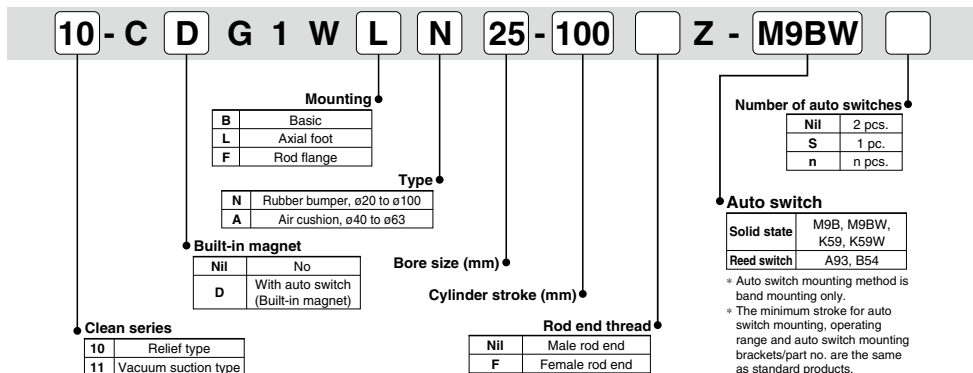 10 - C D G 1 W L N 25 - 100 Z - M9BW
Mounting
B Basic
L Axial foot
F Rod flange
Type
N Rubber bumper, ø20 to ø100
A Air cushion, ø40 to ø63
Built-in magnet
Nil No
D With auto switch
(Built-in magnet)
Clean series
10 Relief type
11 Vacuum suction type
Bore size (mm)
Cylinder stroke (mm)
Rod end thread
Nil Male rod end
F Female rod end
Number of auto switches
Nil 2 pcs.
S 1 pc.
n n pcs.
Auto switch
Solid state M9B, M9BW,
K59, K59W
Reed switch A93, B54
∗ Auto switch mounting method is
band mounting only.
∗ The minimum stroke for auto
switch mounting, operating
range and auto switch mounting
brackets/part no. are the same
as standard products.